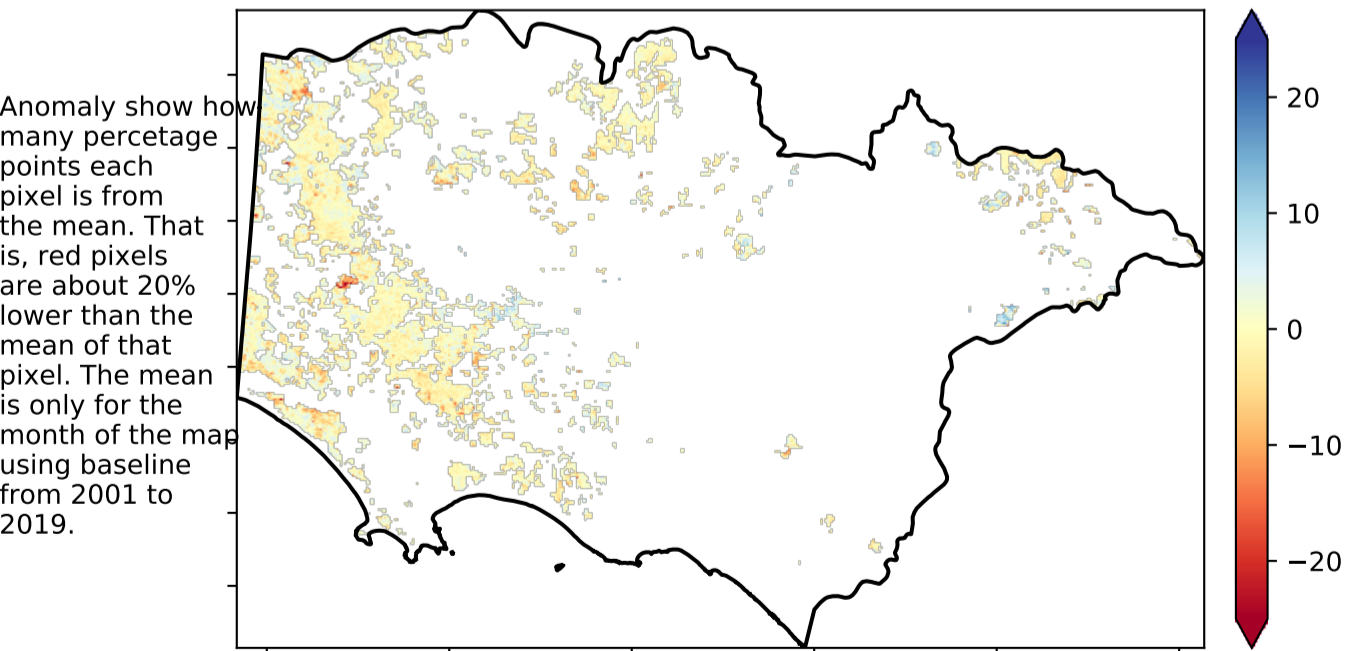 Anomaly show how
many percetage
points each
pixel is from
the mean. That
is, red pixels
are about 20%
lower than the
mean of that
pixel. The mean
is only for the
month of the map
using baseline
from 2001 to
2019.
20
10
0
−10
−20